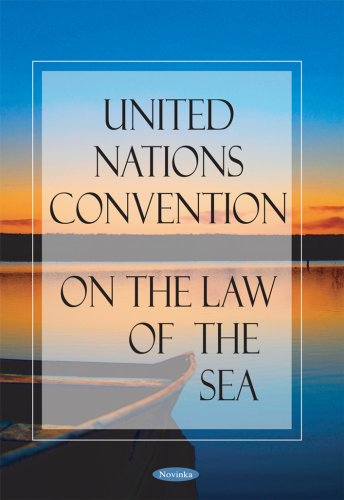 UNITED
NATIONS
CONVENTION
ON THE LAW
OF THE
SEA
Novinka